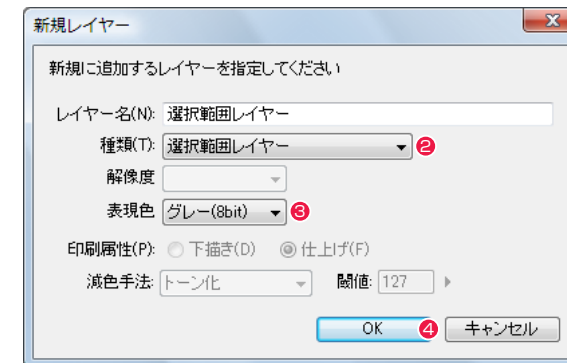 新規レイヤー
新規に追加するレイヤーを指定してください
レイヤー名(N): 選択範囲レイヤー
種類(T): 選択範囲レイヤー ❷
解像度
表現色 グレー(8bit) ❸
印刷属性(P): 下描き(D) 仕上げ(F)
減色手法: トーン化 閾値: 127
OK ❹ キャンセル